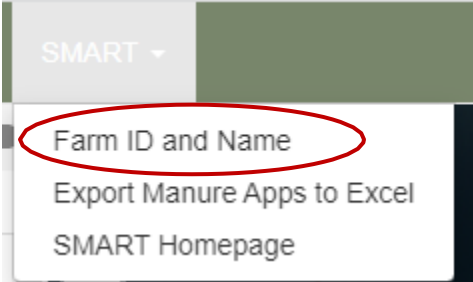 SMART
Farm ID and Name
Export Manure Apps to Excel
SMART Homepage